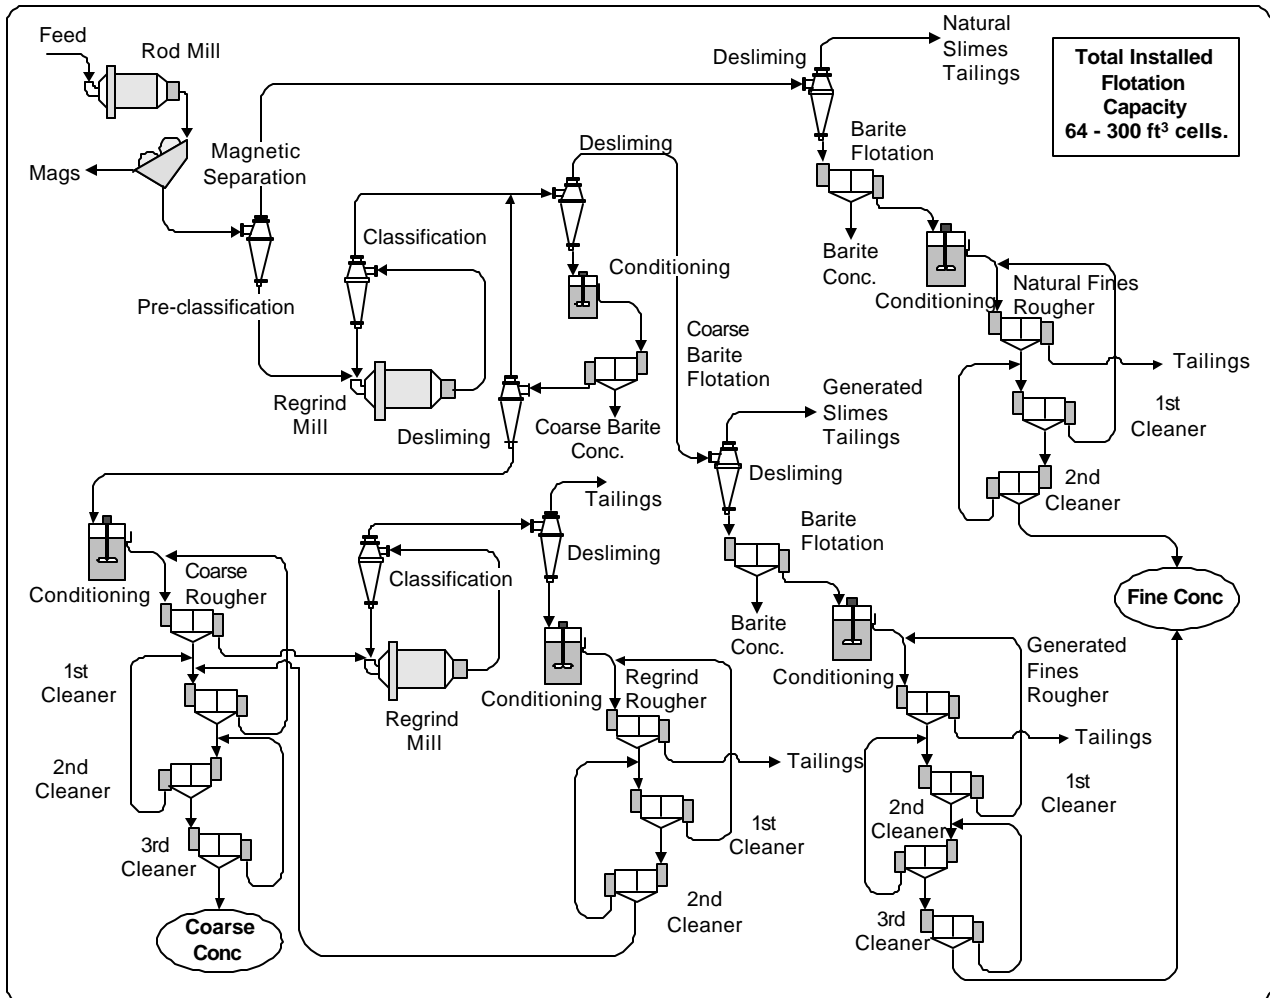 Feed
Rod Mill
Mags
Magnetic
Separation
Pre-classification
Classification
Regrind
Mill
Desliming
Desliming
Conditioning
Coarse Barite
Conc.
Coarse
Barite
Flotation
Desliming
Natural
Slimes
Tailings
Total Installed
Flotation
Capacity
64 - 300 ft³ cells.
Barite
Flotation
Barite
Conc.
Conditioning
Natural Fines
Rougher
Tailings
1st
Cleaner
2nd
Cleaner
Fine Conc
Generated
Slimes
Tailings
Desliming
Barite
Flotation
Barite
Conc.
Conditioning
Generated
Fines
Rougher
Tailings
1st
Cleaner
2nd
Cleaner
3rd
Cleaner
Conditioning
Coarse
Rougher
1st
Cleaner
2nd
Cleaner
3rd
Cleaner
Coarse
Conc
Classification
Regrind
Mill
Tailings
Desliming
Conditioning
Regrind
Rougher
Tailings
1st
Cleaner
2nd
Cleaner